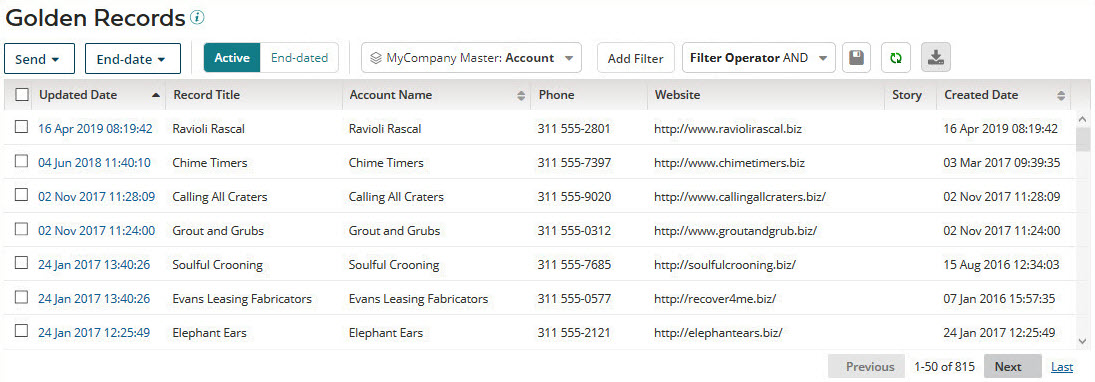 Golden Records i
Send End-date Active End-dated MyCompany Master: Account Add Filter Filter Operator AND
Updated Date Record Title Account Name Phone Website Story Created Date
16 Apr 2019 08:19:42 Ravioli Rascal Ravioli Rascal 311 555-2801 http://www.raviolirascal.biz 16 Apr 2019 08:19:42
04 Jun 2018 11:40:10 Chime Timers Chime Timers 311 555-7397 http://www.chimetimers.biz 03 Mar 2017 09:39:35
02 Nov 2017 11:28:09 Calling All Craters Calling All Craters 311 555-9020 http://www.callingallcraters.biz/ 02 Nov 2017 11:28:09
02 Nov 2017 11:24:00 Grout and Grubs Grout and Grubs 311 555-0312 http://www.groutandgrub.biz/ 02 Nov 2017 11:24:00
24 Jan 2017 13:40:26 Soulful Crooning Soulful Crooning 311 555-7685 http://soulfulcrooning.biz/ 15 Aug 2016 12:34:03
24 Jan 2017 13:40:26 Evans Leasing Fabricators Evans Leasing Fabricators 311 555-0577 http://recover4me.biz/ 07 Jan 2016 15:57:35
24 Jan 2017 12:25:49 Elephant Ears Elephant Ears 311 555-2121 http://elephantears.biz/ 24 Jan 2017 12:25:49
Previous 1-50 of 815 Next Last